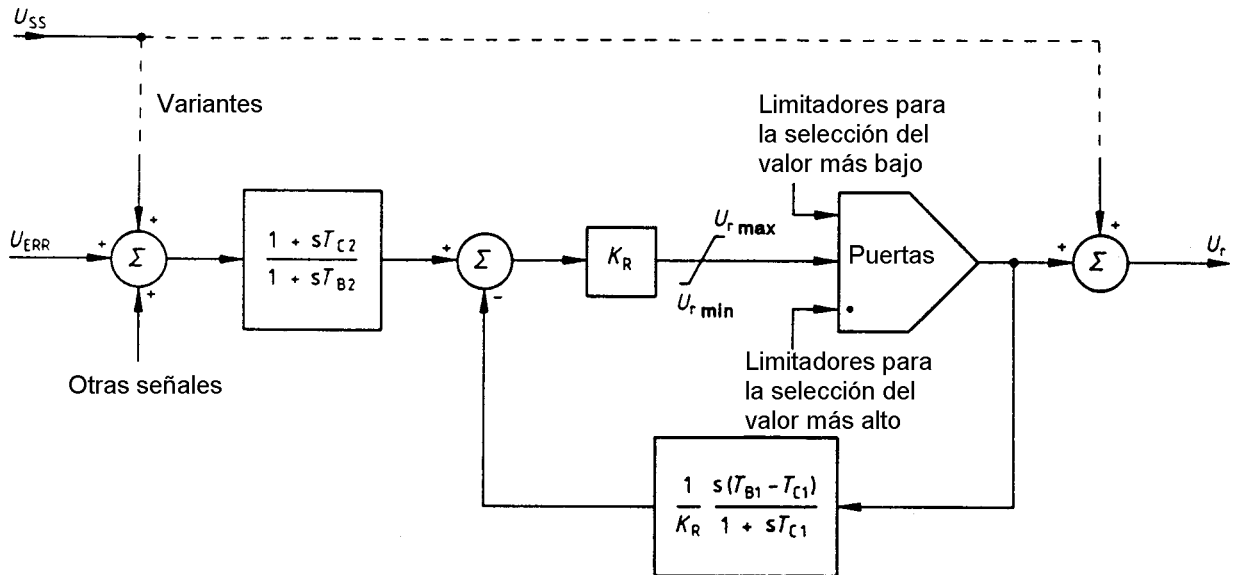 U_SS
Variantes
Limitadores para
la selección del
valor más bajo
+
+
U_ERR
+
Σ
+
1 + sT_C2
1 + sT_B2
+
Σ
-
K_R
U_r max
U_r min
Puertas
+
Σ
U_r
Otras señales
Limitadores para
la selección del
valor más alto
1
K_R
s(T_B1 - T_C1)
1 + sT_C1